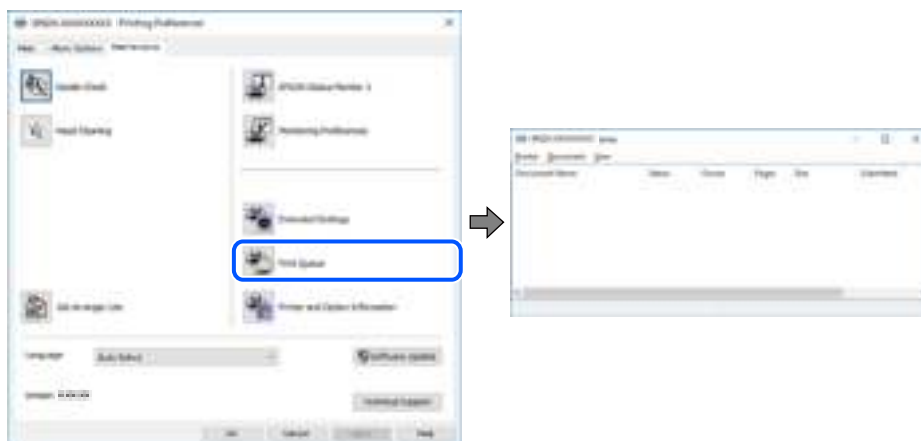 EPSON XXXXXXXXX Printing Preferences
Main More Options Maintenance
Nozzle Check
EPSON Status Monitor 3
Head Cleaning
Monitoring Preferences
Extended Settings
Print Queue
Job Arranger Lite
Printer and Option Information
Language Auto Select
Software Update
Version
Technical Support
OK Cancel Help
Printer Document View
Document Name Status Owner Pages Size Submitted